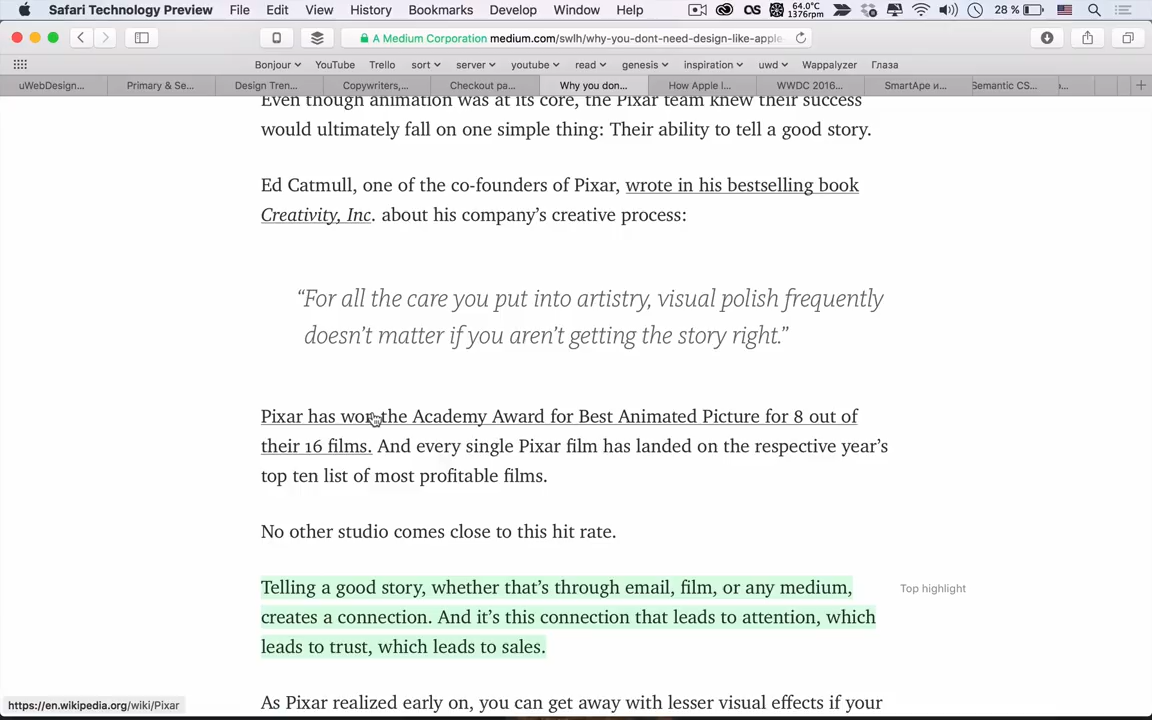 Safari Technology Preview File Edit View History Bookmarks Develop Window Help 64.0°C 1376rpm 28 %
A Medium Corporation medium.com/swlh/why-you-dont-need-design-like-apple-
Bonjour YouTube Trello sort server youtube read genesis inspiration uwd Wappalyzer Глаза
uWebDesign... Primary & Se... Design Tren... Copywriters,... Checkout pa... Why you don... How Apple I... WWDC 2016... SmartApe и... Semantic CS...
Even though animation was at its core, the Pixar team knew their success
would ultimately fall on one simple thing: Their ability to tell a good story.
Ed Catmull, one of the co-founders of Pixar, wrote in his bestselling book
Creativity, Inc. about his company’s creative process:
“For all the care you put into artistry, visual polish frequently
doesn’t matter if you aren’t getting the story right.”
Pixar has won the Academy Award for Best Animated Picture for 8 out of
their 16 films. And every single Pixar film has landed on the respective year’s
top ten list of most profitable films.
No other studio comes close to this hit rate.
Telling a good story, whether that’s through email, film, or any medium,
creates a connection. And it’s this connection that leads to attention, which
leads to trust, which leads to sales.
Top highlight
As Pixar realized early on, you can get away with lesser visual effects if your
https://en.wikipedia.org/wiki/Pixar